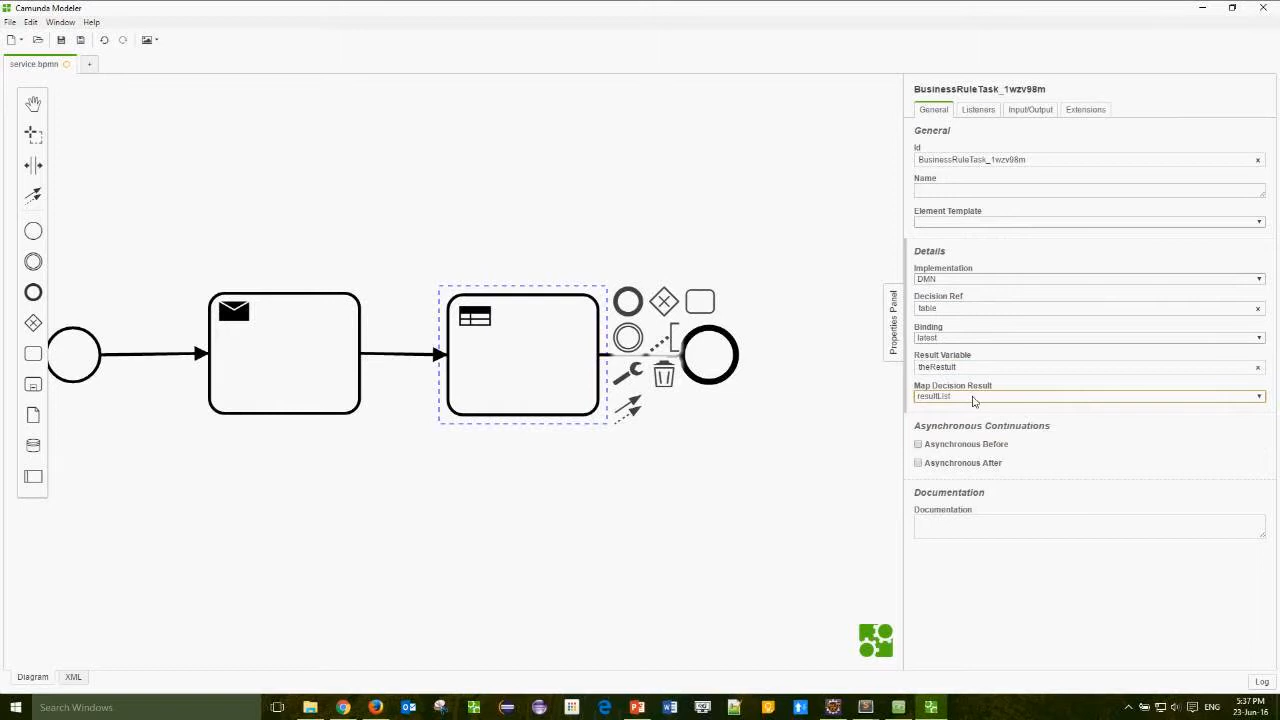 Camunda Modeler
File Edit Window Help
service.bpmn +
BusinessRuleTask_1wzv98m
General Listeners Input/Output Extensions
General
Id
BusinessRuleTask_1wzv98m x
Name
Element Template
Details
Implementation
DMN
Decision Ref
table x
Binding
latest
Result Variable
theRestult x
Map Decision Result
resultList
Asynchronous Continuations
Asynchronous Before
Asynchronous After
Documentation
Documentation
Properties Panel
Diagram XML
Log
Search Windows
ENG
5:37 PM
23-Jun-16